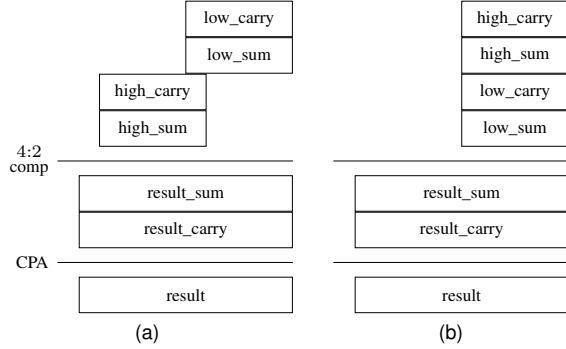 low_carry
low_sum
high_carry
high_sum
4:2
comp
result_sum
result_carry
CPA
result
(a)
high_carry
high_sum
low_carry
low_sum
result_sum
result_carry
result
(b)